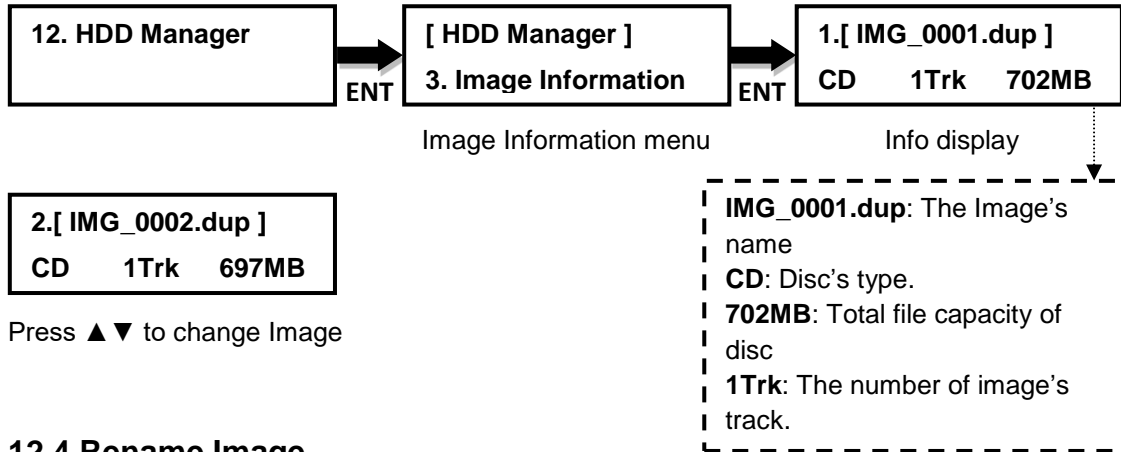 12. HDD Manager
ENT
[ HDD Manager ]
3. Image Information
ENT
1.[ IMG_0001.dup ]
CD 1Trk 702MB
Image Information menu
Info display
2.[ IMG_0002.dup ]
CD 1Trk 697MB
Press ▲▼ to change Image
IMG_0001.dup: The Image's
name
CD: Disc's type.
702MB: Total file capacity of
disc
1Trk: The number of image's
track.
12.4 Rename Image